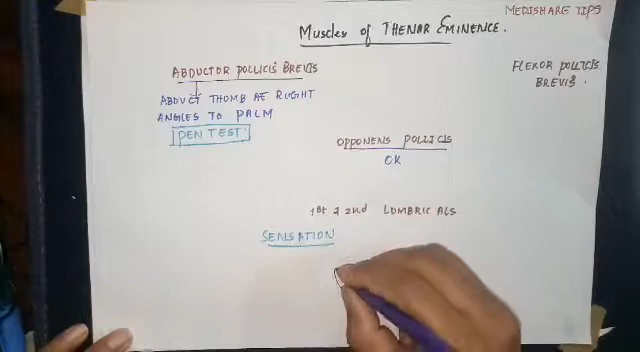 MEDISHARE TIPS
Muscles of THENAR EMINENCE.
ABDUCTOR POLLICIS BREVIS
ABDUCT THUMB AT RIGHT
ANGLES TO PALM
PEN TEST
FLEXOR POLLICIS
BREVIS.
OPPONENS POLLICIS
OK
1st & 2nd LUMBRICALS
SENSATION